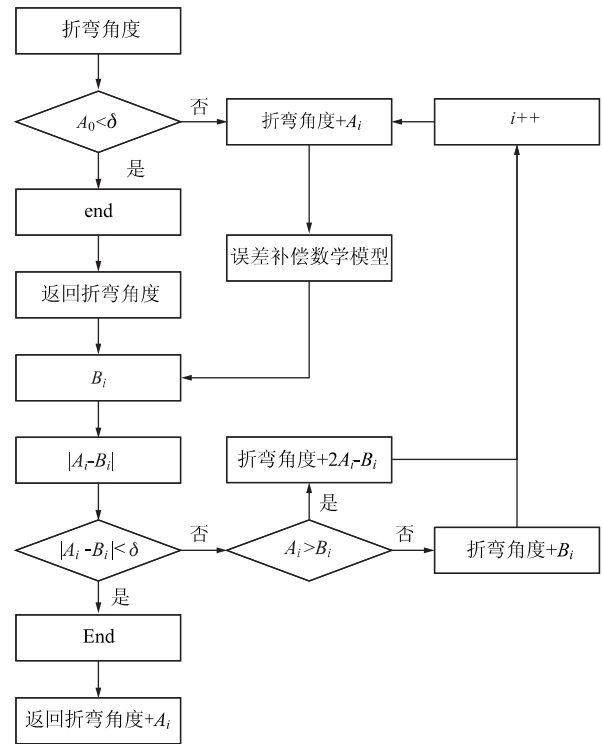 折弯角度
A₀<δ
否
折弯角度+Aᵢ
i++
是
end
误差补偿数学模型
返回折弯角度
Bᵢ
|Aᵢ-Bᵢ|
折弯角度+2Aᵢ-Bᵢ
是
|Aᵢ -Bᵢ|< δ
否
Aᵢ>Bᵢ
否
折弯角度+Bᵢ
是
End
返回折弯角度+Aᵢ